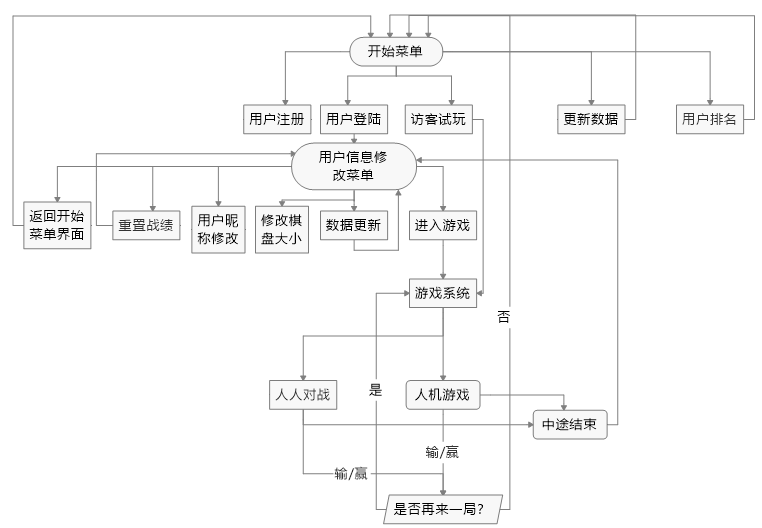 开始菜单
用户注册
用户登陆
访客试玩
更新数据
用户排名
用户信息修
改菜单
返回开始
菜单界面
重置战绩
用户昵
称修改
修改棋
盘大小
数据更新
进入游戏
游戏系统
否
人人对战
是
人机游戏
中途结束
输/赢
输/赢
是否再来一局?